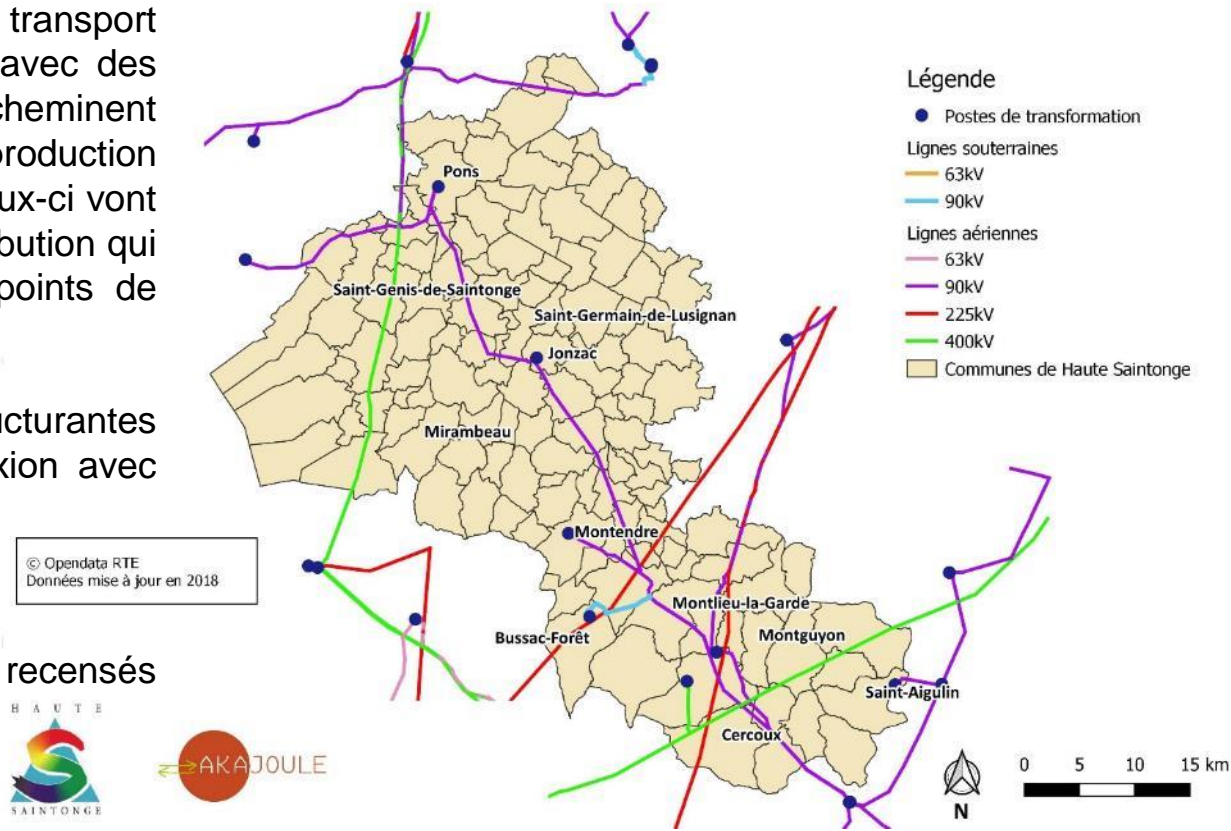 transport
avec des
cheminent
production
ux-ci vont
bution qui
points de
ucturantes
xion avec
© Opendata RTE
Données mise à jour en 2018
recensés
HAUTE
SAINTONGE
AKAJOULE
Pons
Saint-Genis-de-Saintonge
Saint-Germain-de-Lusignan
Jonzac
Mirambeau
Montendre
Montlieu-la-Garde
Bussac-Forêt
Montguyon
Saint-Aigulin
Cercoux
Légende
Postes de transformation
Lignes souterraines
63kV
90kV
Lignes aériennes
63kV
90kV
225kV
400kV
Communes de Haute Saintonge
N
0 5 10 15 km